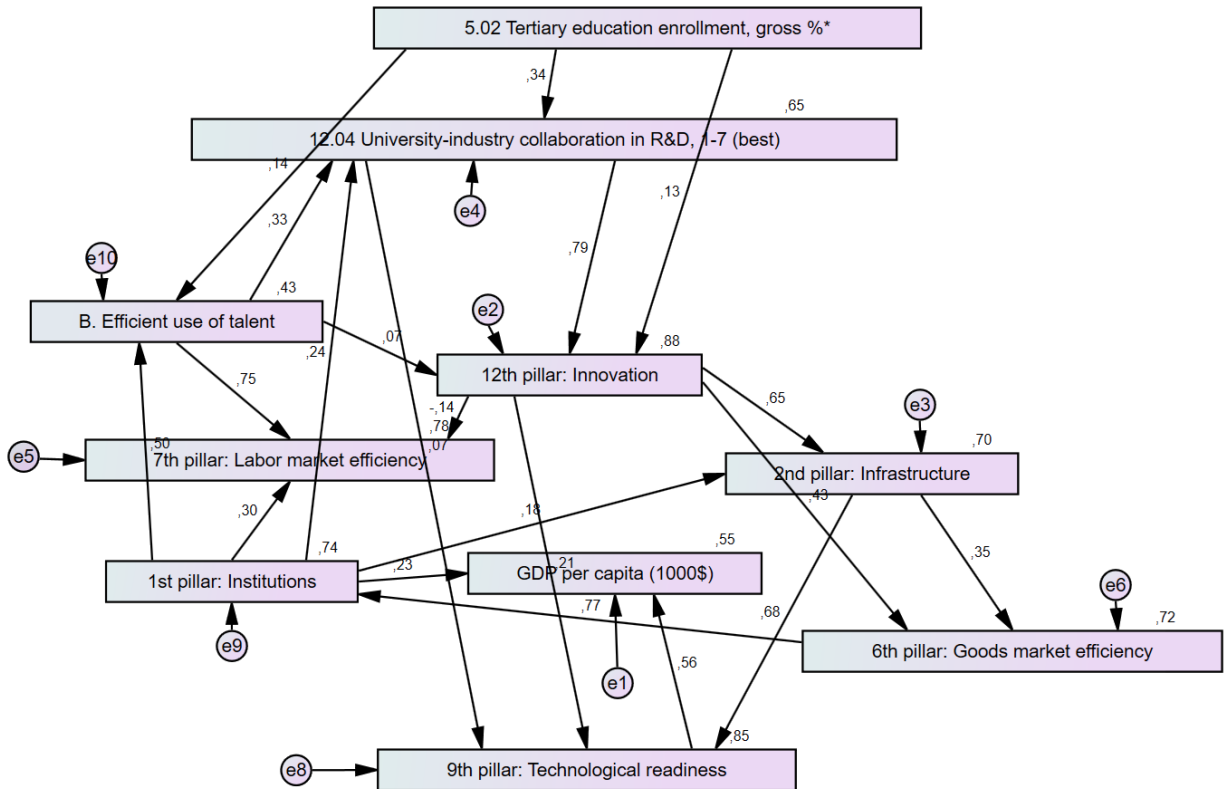 5.02 Tertiary education enrollment, gross %*
,34
,65
12.04 University-industry collaboration in R&D, 1-7 (best)
,14
,13
e4
,33
,79
e10
,43
e2
B. Efficient use of talent
,07
,88
,24
12th pillar: Innovation
,75
,65
e3
-,14
,78
,07
,70
e5
,50
7th pillar: Labor market efficiency
2nd pillar: Infrastructure
,43
,30
,18
,74
,55
,35
,23
,21
1st pillar: Institutions
GDP per capita (1000$)
e6
,77
,68
,72
e9
6th pillar: Goods market efficiency
,56
e1
,85
e8
9th pillar: Technological readiness